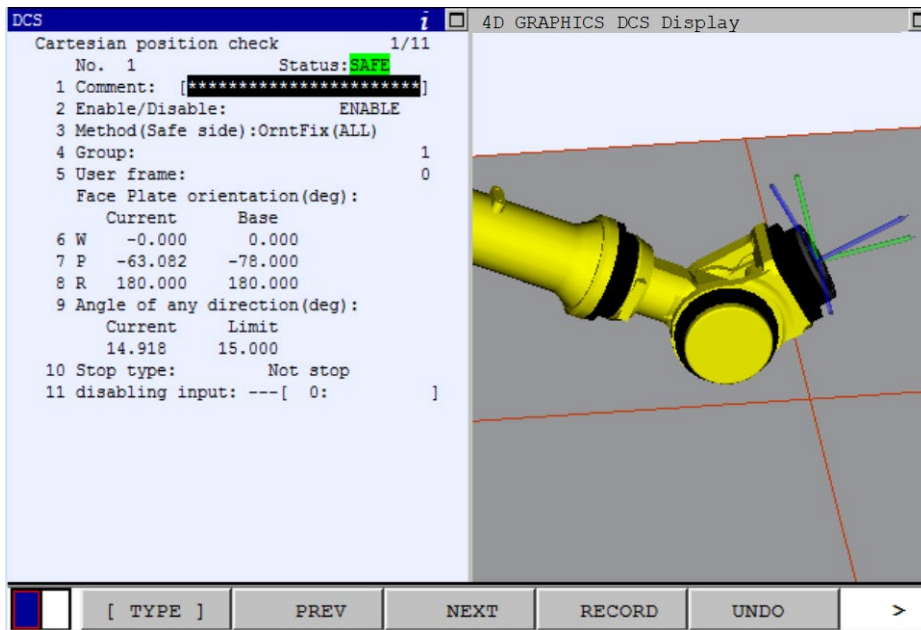 DCS
Cartesian position check 1/11
No. 1 Status:SAFE
1 Comment: [************************]
2 Enable/Disable: ENABLE
3 Method(Safe side):OrntFix(ALL)
4 Group: 1
5 User frame: 0
Face Plate orientation(deg):
Current Base
6 W -0.000 0.000
7 P -63.082 -78.000
8 R 180.000 180.000
9 Angle of any direction(deg):
Current Limit
14.918 15.000
10 Stop type: Not stop
11 disabling input: ---[ 0: ]
4D GRAPHICS DCS Display
[ TYPE ] PREV NEXT RECORD UNDO >